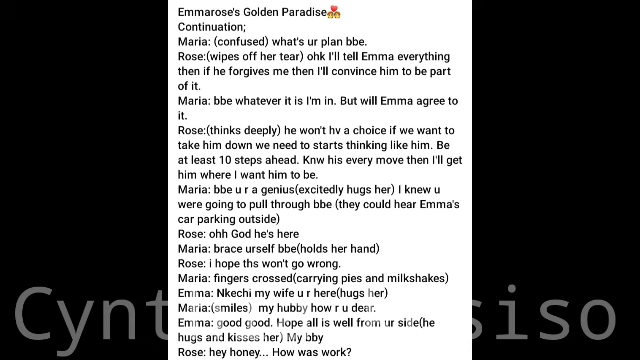 Emmarose's Golden Paradise💑
Continuation;
Maria: (confused) what's ur plan bbe.
Rose:(wipes off her tear) ohk I'll tell Emma everything
then if he forgives me then I'll convince him to be part
of it.
Maria: bbe whatever it is I'm in. But will Emma agree to
it.
Rose:(thinks deeply) he won't hv a choice if we want to
take him down we need to starts thinking like him. Be
at least 10 steps ahead. Knw his every move then I'll get
him where I want him to be.
Maria: bbe u r a genius(excitedly hugs her) I knew u
were going to pull through bbe (they could hear Emma's
car parking outside)
Rose: ohh God he's here
Maria: brace urself bbe(holds her hand)
Rose: i hope ths won't go wrong.
Maria: fingers crossed(carrying pies and milkshakes)
Emma: Nkechi my wife u r here(hugs her)
Maria:(smiles) my hubby how r u dear.
Emma: good good. Hope all is well from ur side(he
hugs and kisses her) My bby
Rose: hey honey... How was work?
Cynt
siso